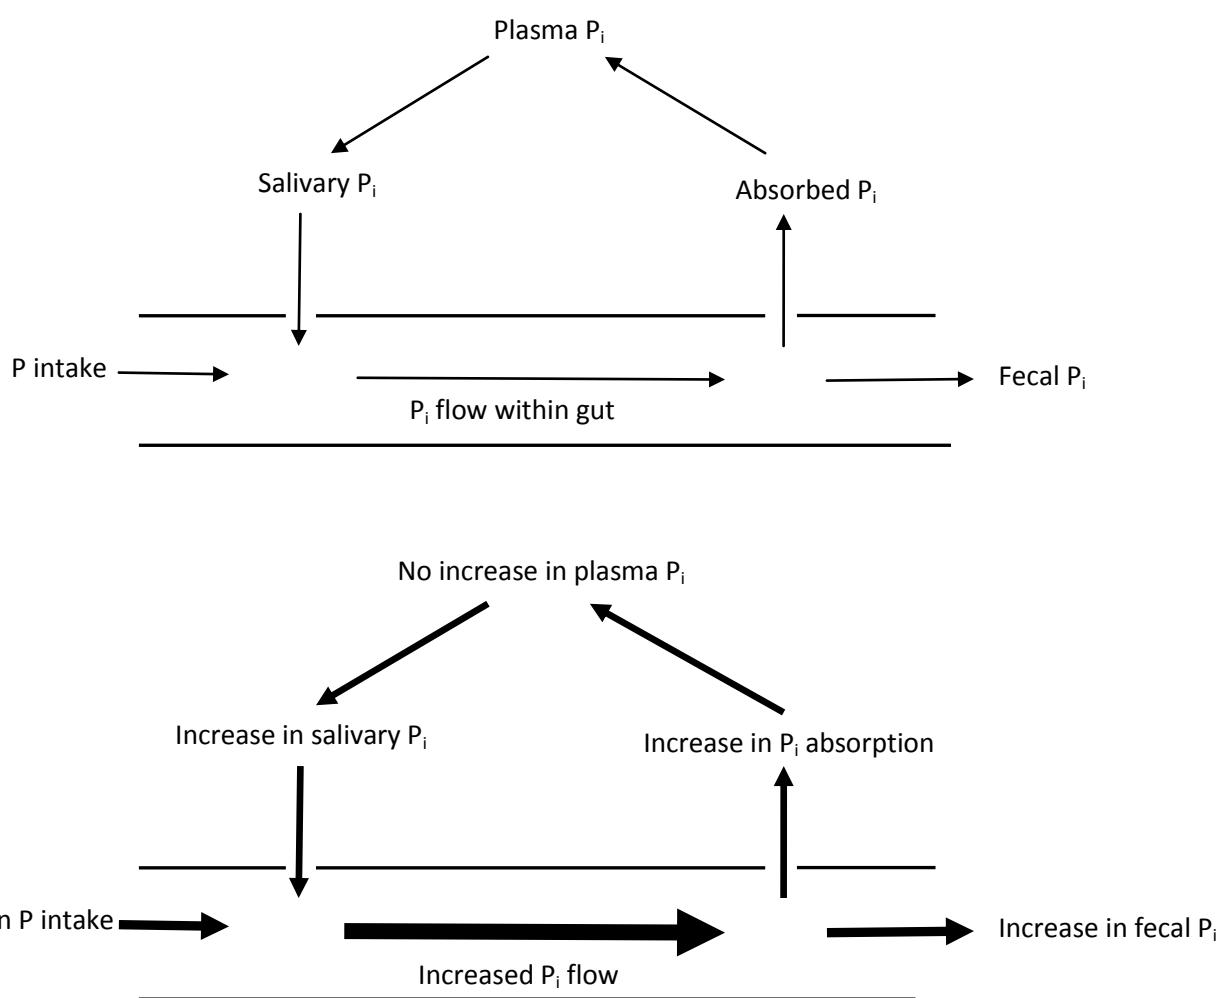 Plasma Pi
Salivary Pi
Absorbed Pi
P intake
Fecal Pi
Pi flow within gut
No increase in plasma Pi
Increase in salivary Pi
Increase in Pi absorption
n P intake
Increase in fecal Pi
Increased Pi flow